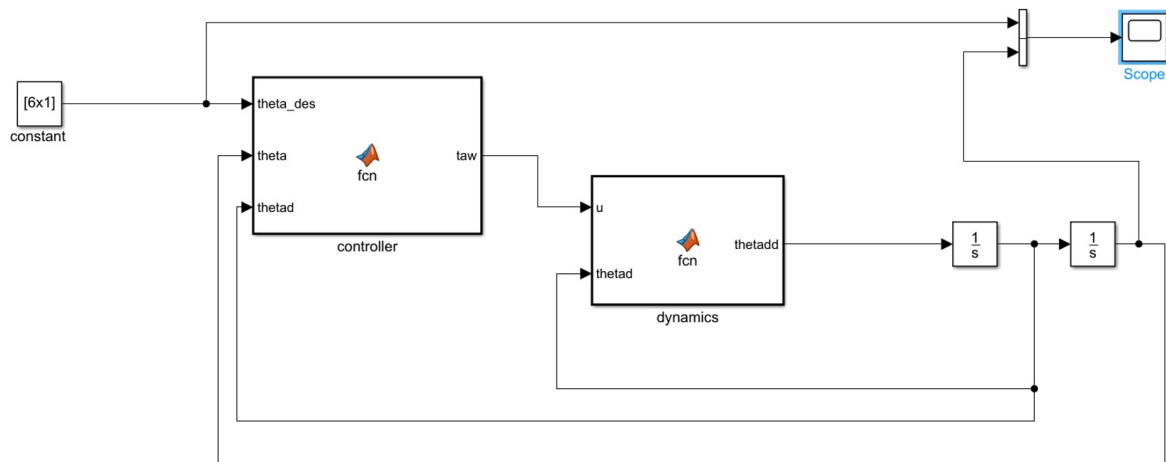 Scope
[6x1]
constant
theta_des
theta
thetad
fcn
taw
controller
u
thetad
fcn
thetadd
dynamics
1
s
1
s